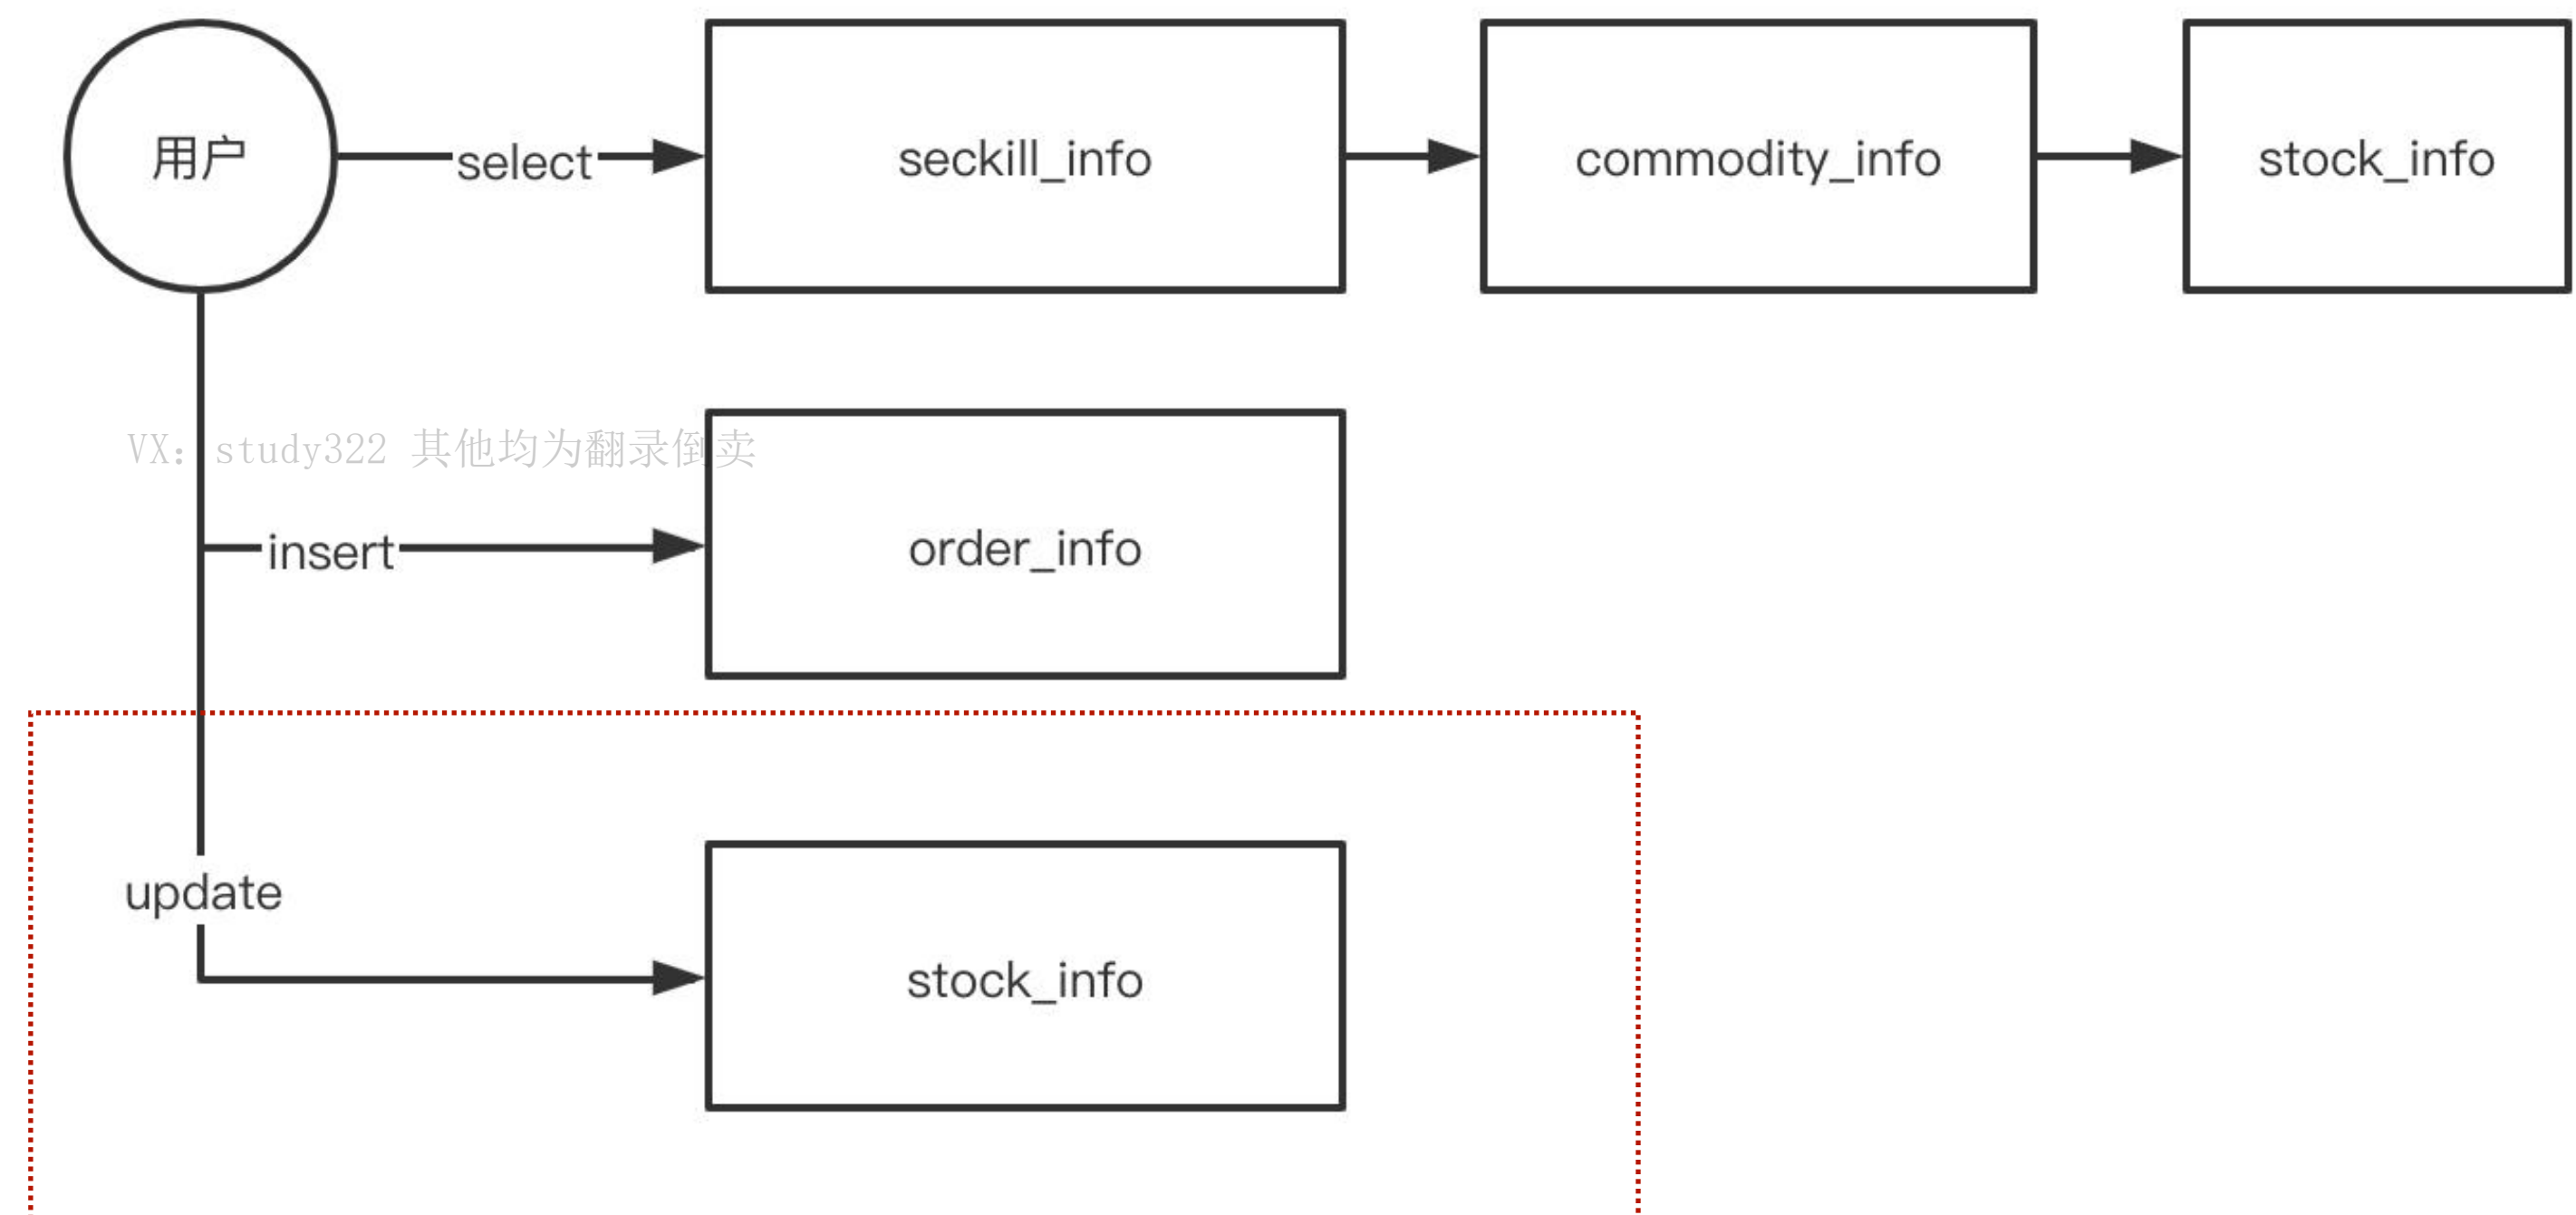 用户
select
seckill_info
commodity_info
stock_info
VX: study322 其他均为翻录倒卖
insert
order_info
update
stock_info